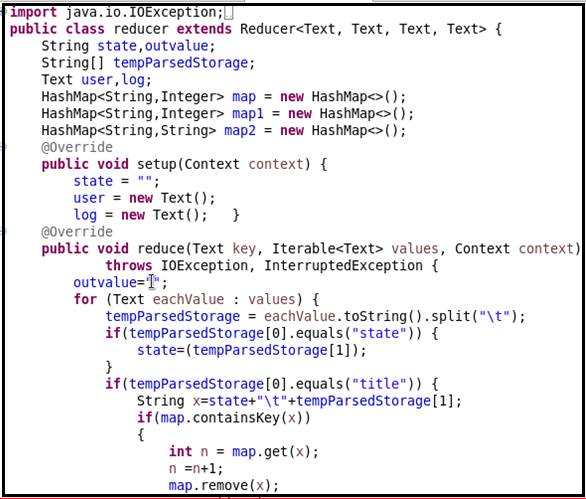 import java.io.IOException;
public class reducer extends Reducer<Text, Text, Text, Text> {
    String state,outvalue;
    String[] tempParsedStorage;
    Text user,log;
    HashMap<String,Integer> map = new HashMap<>();
    HashMap<String,Integer> map1 = new HashMap<>();
    HashMap<String,String> map2 = new HashMap<>();
    @Override
    public void setup(Context context) {
        state = "";
        user = new Text();
        log = new Text();   }
    @Override
    public void reduce(Text key, Iterable<Text> values, Context context)
            throws IOException, InterruptedException {
        outvalue="";
        for (Text eachValue : values) {
            tempParsedStorage = eachValue.toString().split("\t");
            if(tempParsedStorage[0].equals("state")) {
                state=(tempParsedStorage[1]);
            }
            if(tempParsedStorage[0].equals("title")) {
                String x=state+"\t"+tempParsedStorage[1];
                if(map.containsKey(x))
                {
                    int n = map.get(x);
                    n =n+1;
                    map.remove(x);